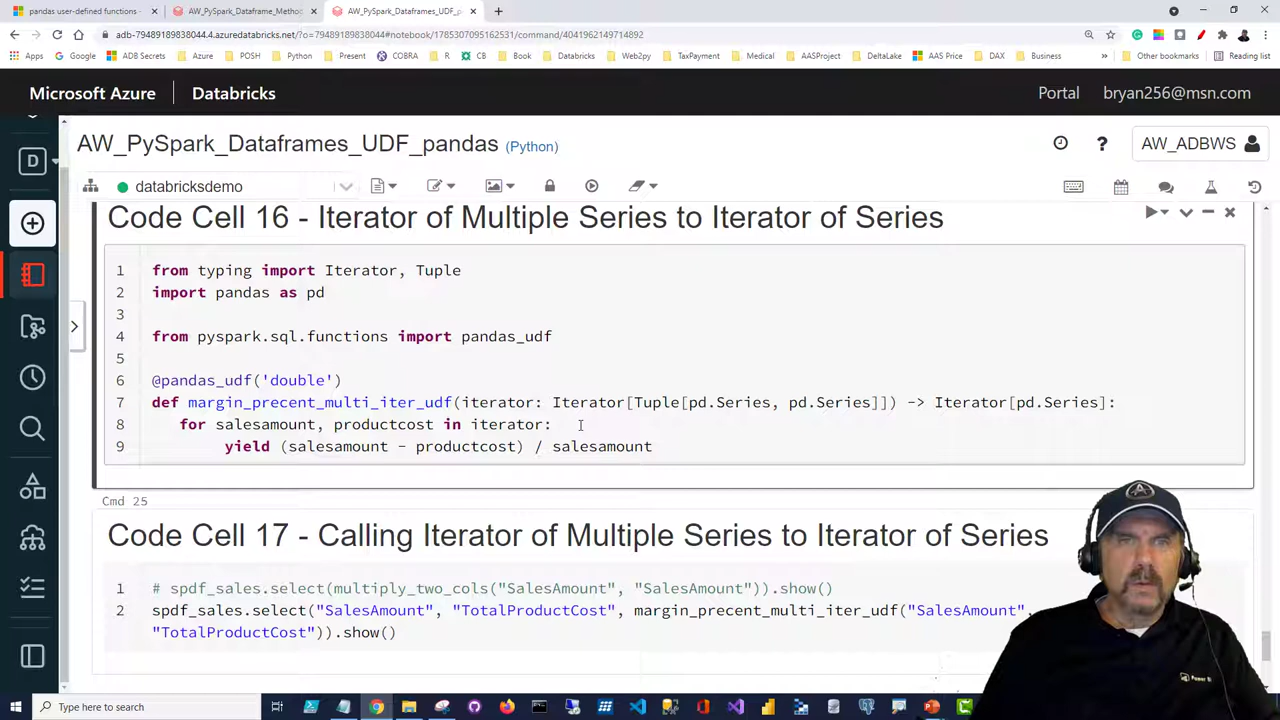 pandas user-defined functions -
AW_PySpark_Dataframe_Metho
AW_PySpark_Dataframes_UDF_p
adb-79489189038044.4.azuredatabricks.net/?o=79489189038044#notebook/1785307095162531/command/4041962149714892
Apps Google ADB Secrets Azure POSH Python Present COBRA R CB Book Databricks Web2py TaxPayment Medical AASProject DeltaLake AAS Price DAX Business » Other bookmarks Reading list
Microsoft Azure Databricks Portal bryan256@msn.com
AW_PySpark_Dataframes_UDF_pandas (Python) ? AW_ADBWS
D databricksdemo
Code Cell 16 - Iterator of Multiple Series to Iterator of Series
1 from typing import Iterator, Tuple
2 import pandas as pd
3
4 from pyspark.sql.functions import pandas_udf
5
6 @pandas_udf('double')
7 def margin_precent_multi_iter_udf(iterator: Iterator[Tuple[pd.Series, pd.Series]]) -> Iterator[pd.Series]:
8 for salesamount, productcost in iterator:
9 yield (salesamount - productcost) / salesamount
Cmd 25
Code Cell 17 - Calling Iterator of Multiple Series to Iterator of Series
1 # spdf_sales.select(multiply_two_cols("SalesAmount", "SalesAmount")).show()
2 spdf_sales.select("SalesAmount", "TotalProductCost", margin_precent_multi_iter_udf("SalesAmount",
"TotalProductCost")).show()
Type here to search